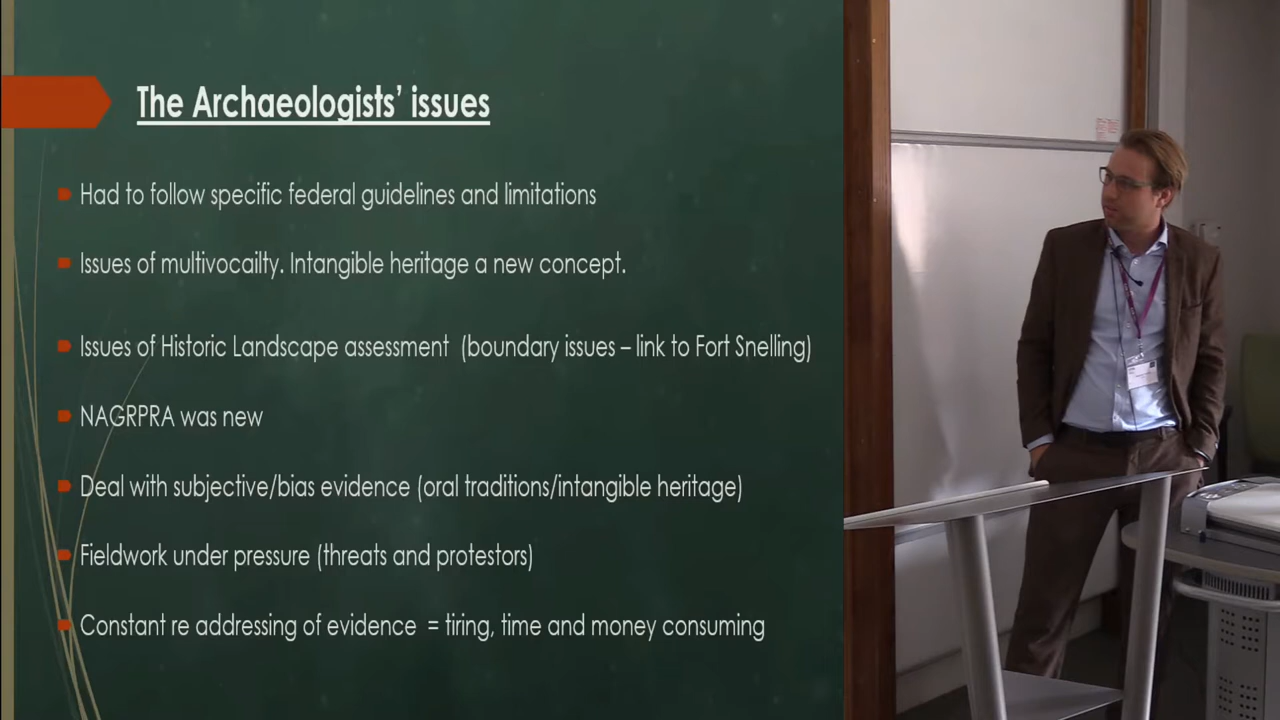 The Archaeologists' issues
Had to follow specific federal guidelines and limitations
Issues of multivocailty. Intangible heritage a new concept.
Issues of Historic Landscape assessment (boundary issues – link to Fort Snelling)
NAGRPRA was new
Deal with subjective/bias evidence (oral traditions/intangible heritage)
Fieldwork under pressure (threats and protestors)
Constant re addressing of evidence = tiring, time and money consuming